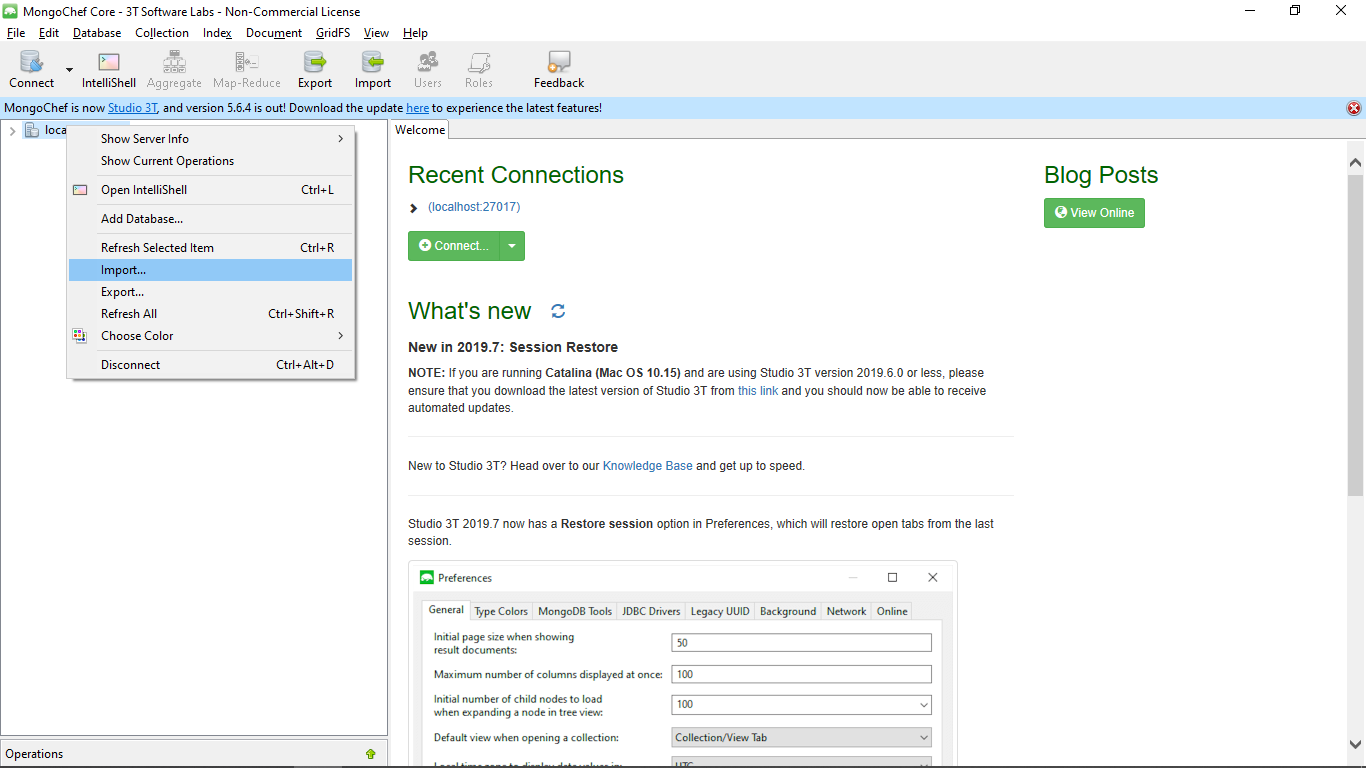 MongoChef Core - 3T Software Labs - Non-Commercial License
File Edit Database Collection Index Document GridFS View Help
Connect IntelliShell Aggregate Map-Reduce Export Import Users Roles Feedback
MongoChef is now Studio 3T, and version 5.6.4 is out! Download the update here to experience the latest features!
loca
Show Server Info
Show Current Operations
Open IntelliShell Ctrl+L
Add Database...
Refresh Selected Item Ctrl+R
Import...
Export...
Refresh All Ctrl+Shift+R
Choose Color
Disconnect Ctrl+Alt+D
Operations
Welcome
Recent Connections
(localhost:27017)
Connect...
What's new
New in 2019.7: Session Restore
NOTE: If you are running Catalina (Mac OS 10.15) and are using Studio 3T version 2019.6.0 or less, please
ensure that you download the latest version of Studio 3T from this link and you should now be able to receive
automated updates.
New to Studio 3T? Head over to our Knowledge Base and get up to speed.
Studio 3T 2019.7 now has a Restore session option in Preferences, which will restore open tabs from the last
session.
Preferences
General Type Colors MongoDB Tools JDBC Drivers Legacy UUID Background Network Online
Initial page size when showing
result documents:
50
Maximum number of columns displayed at once: 100
Initial number of child nodes to load
when expanding a node in tree view:
100
Default view when opening a collection: Collection/View Tab
Local time zone to display date values in: UTC
Blog Posts
View Online